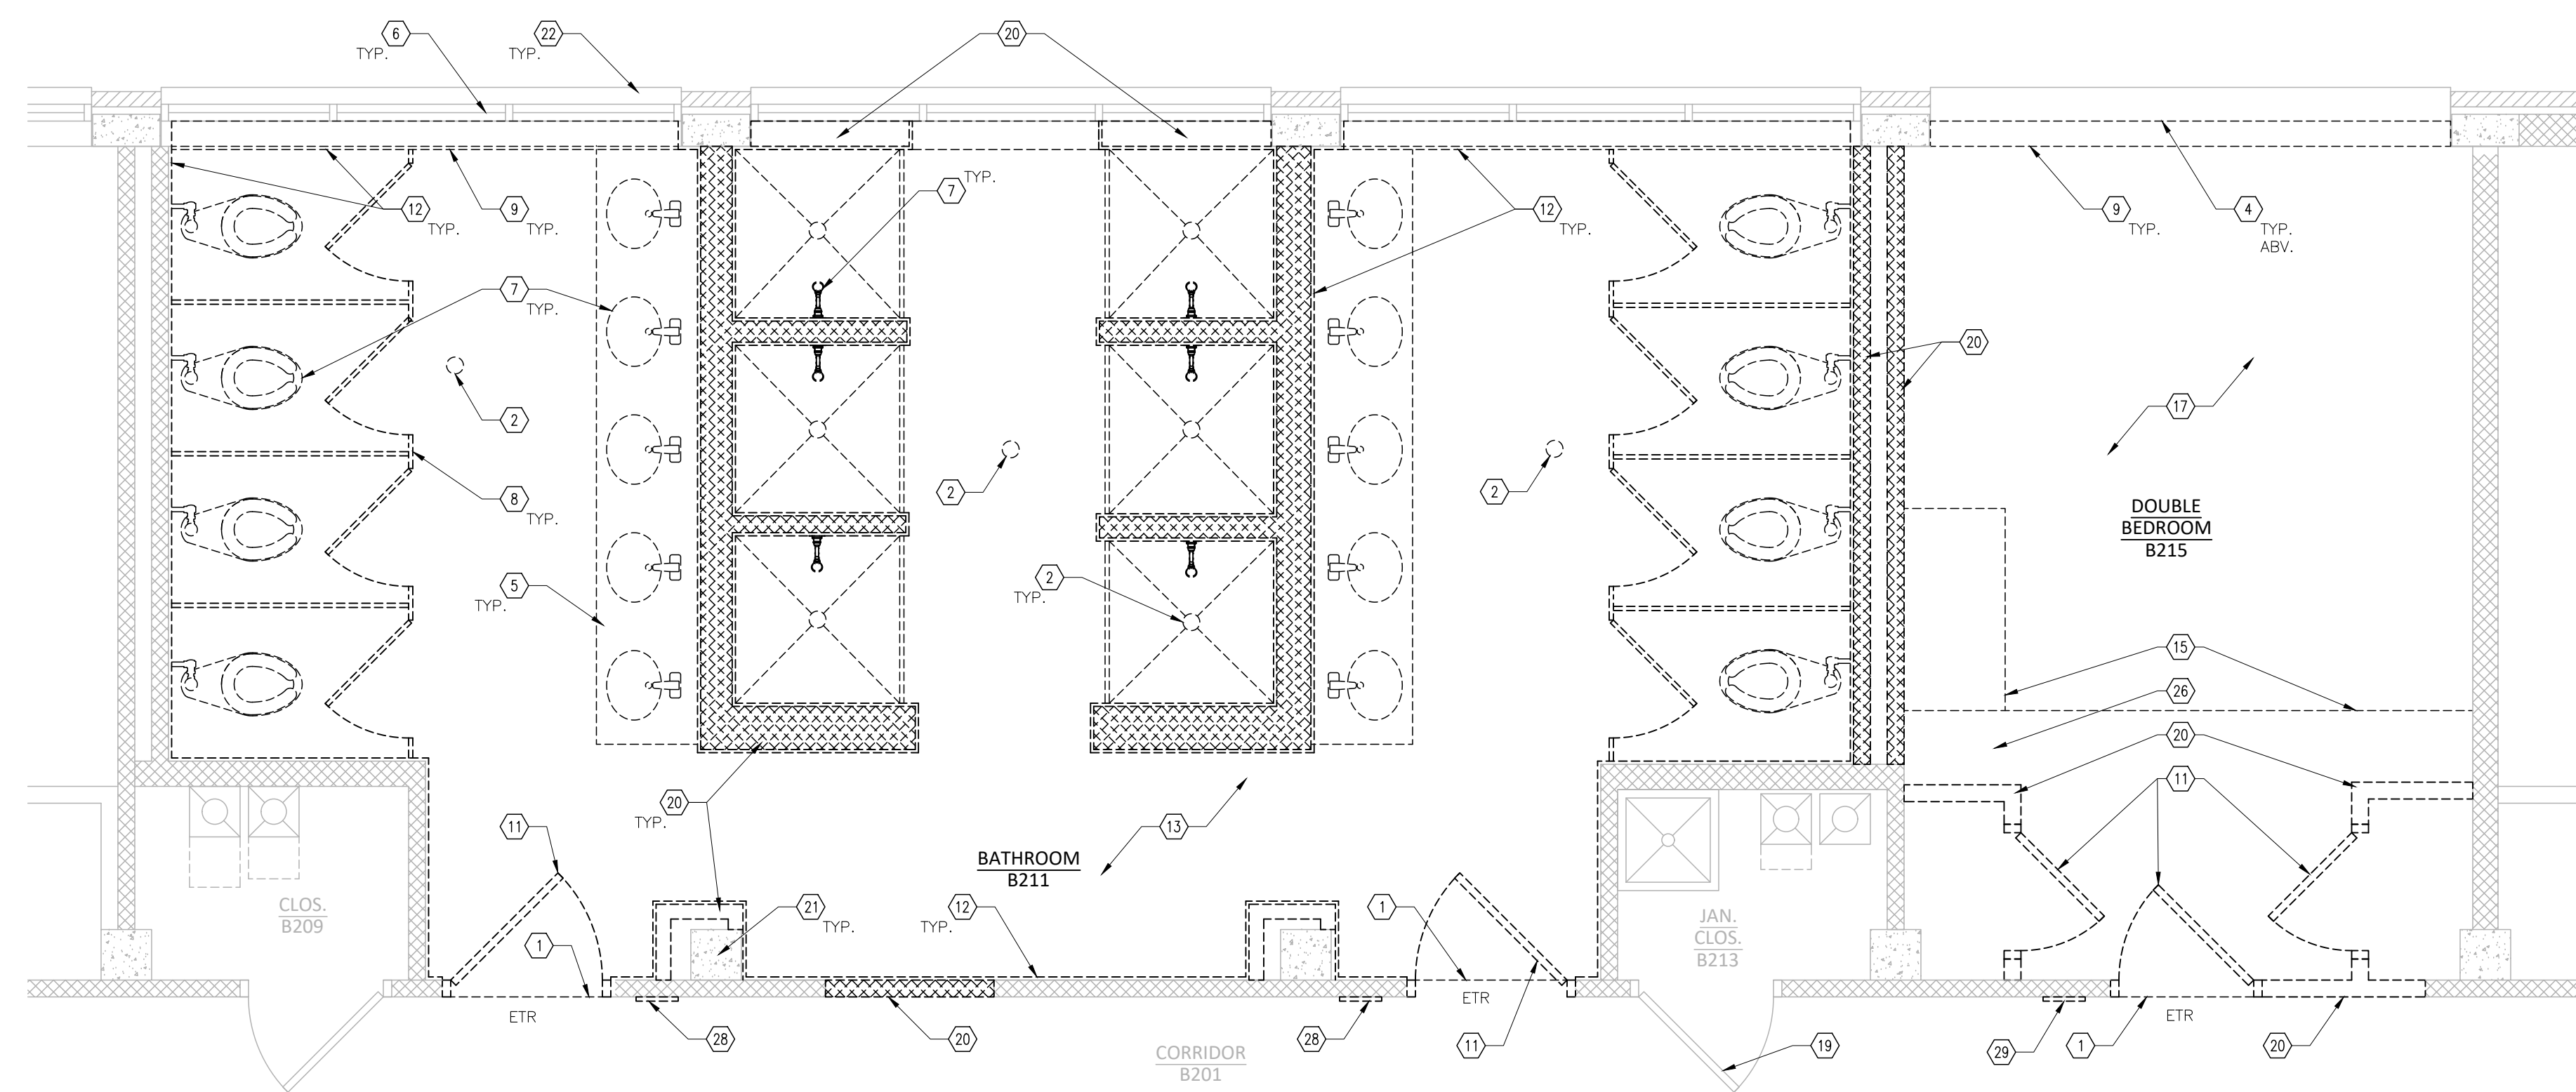 6
TYP.
22
TYP.
20
7
TYP.
12
TYP.
9
TYP.
12
TYP.
9
TYP.
4
TYP.
ABV.
7
TYP.
20
2
17
8
TYP.
2
2
DOUBLE
BEDROOM
B215
5
TYP.
2
TYP.
15
26
20
20
TYP.
11
13
11
BATHROOM
B211
CLOS.
B209
21
TYP.
12
TYP.
1
JAN.
CLOS.
B213
1
ETR
ETR
ETR
28
20
28
11
19
29
1
20
CORRIDOR
B201